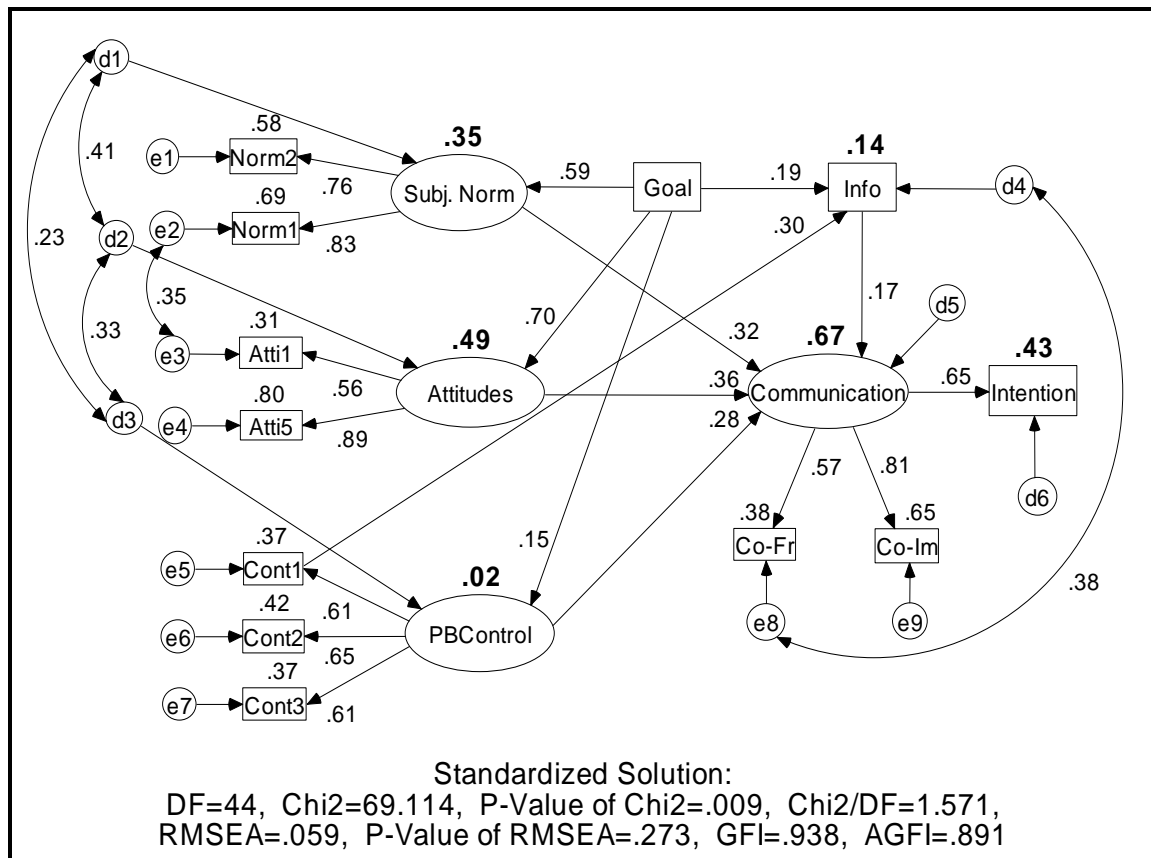 d1
.58
.35
.14
e1
Norm2
.41
.76
Subj. Norm
.59
Goal
.19
Info
d4
.69
e2
Norm1
.83
.30
.23
d2
.35
.17
d5
.33
.31
.70
.32
.67
.43
e3
Atti1
.49
.56
Attitudes
.36
Communication
.65
Intention
.80
d3
e4
Atti5
.89
.28
.57
.81
d6
.37
.15
.38
.65
e5
Cont1
Co-Fr
Co-Im
.02
.38
.42
.61
e6
Cont2
PBControl
e8
e9
.65
.37
e7
Cont3
.61
Standardized Solution:
DF=44, Chi2=69.114, P-Value of Chi2=.009, Chi2/DF=1.571,
RMSEA=.059, P-Value of RMSEA=.273, GFI=.938, AGFI=.891